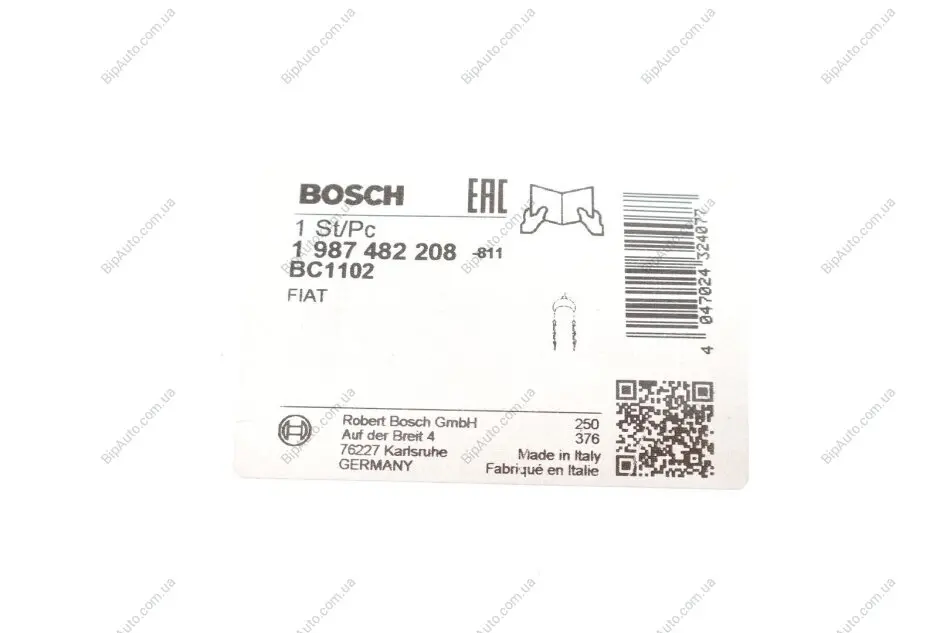 BOSCH
EAC
1 St/Pc
1 987 482 208 -811
BC1102
FIAT
4 047024 324077
Robert Bosch GmbH
Auf der Breit 4
76227 Karlsruhe
GERMANY
250
376
Made in Italy
Fabriqué en Italie
BipAuto.com.ua